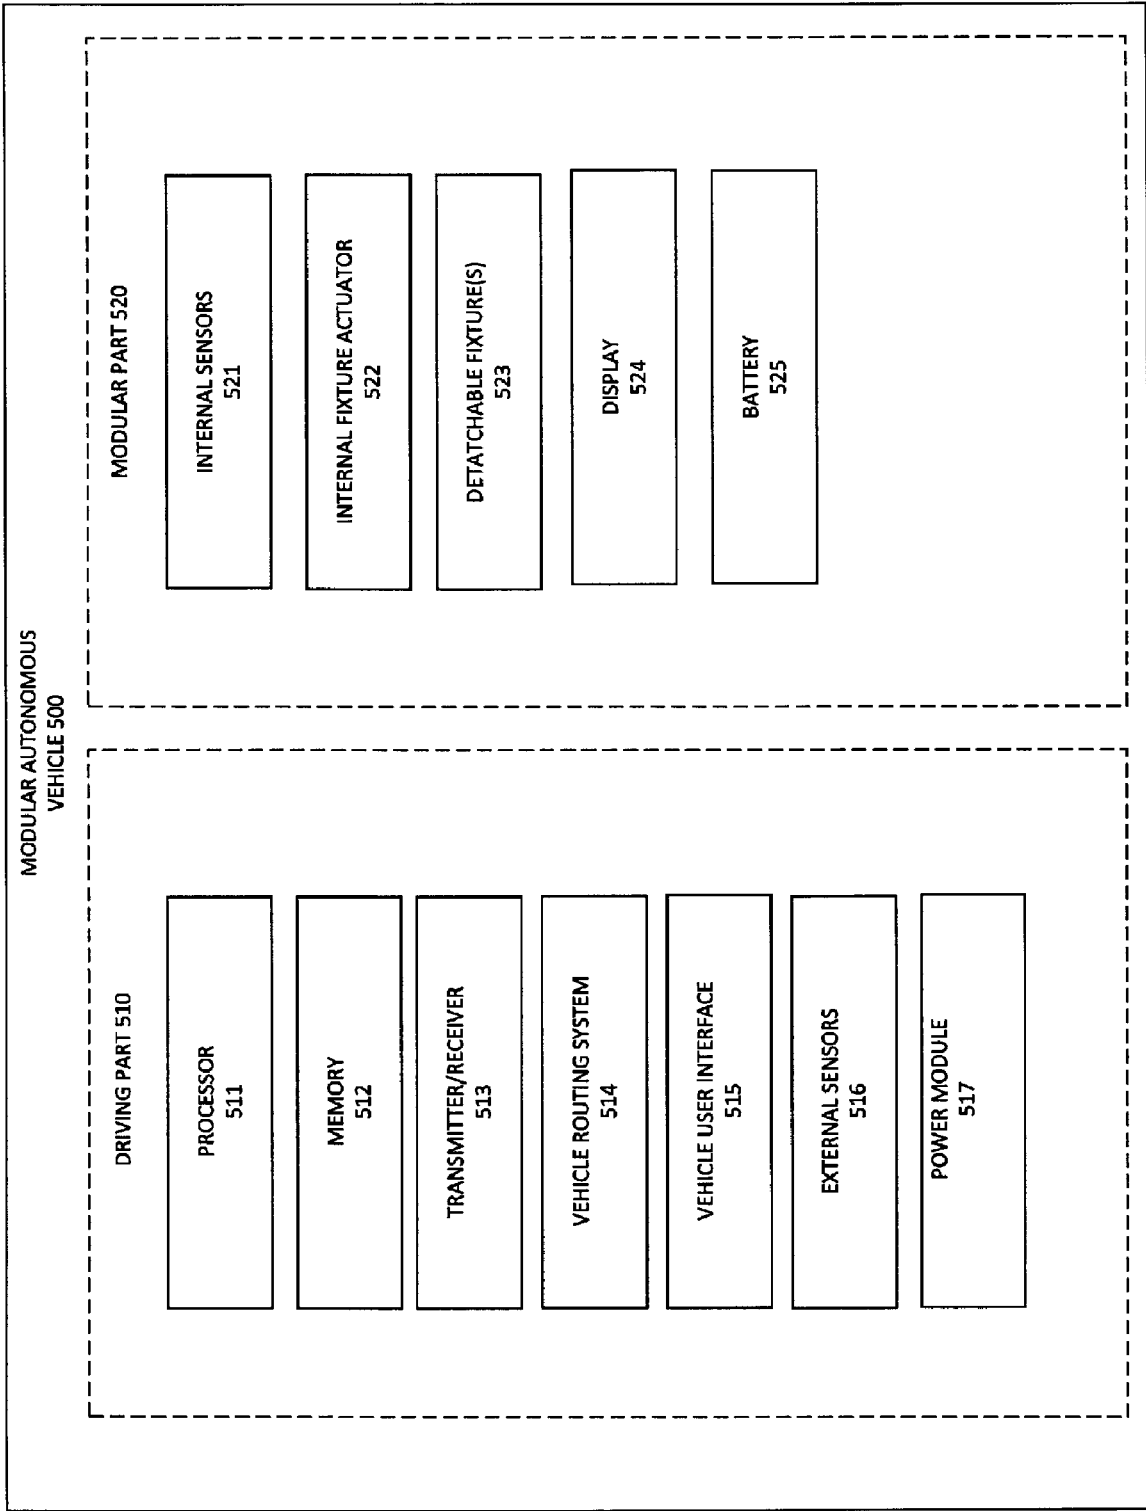 MODULAR AUTONOMOUS
VEHICLE 500
DRIVING PART 510
PROCESSOR
511
MEMORY
512
TRANSMITTER/RECEIVER
513
VEHICLE ROUTING SYSTEM
514
VEHICLE USER INTERFACE
515
EXTERNAL SENSORS
516
POWER MODULE
517
MODULAR PART 520
INTERNAL SENSORS
521
INTERNAL FIXTURE ACTUATOR
522
DETATCHABLE FIXTURE(S)
523
DISPLAY
524
BATTERY
525